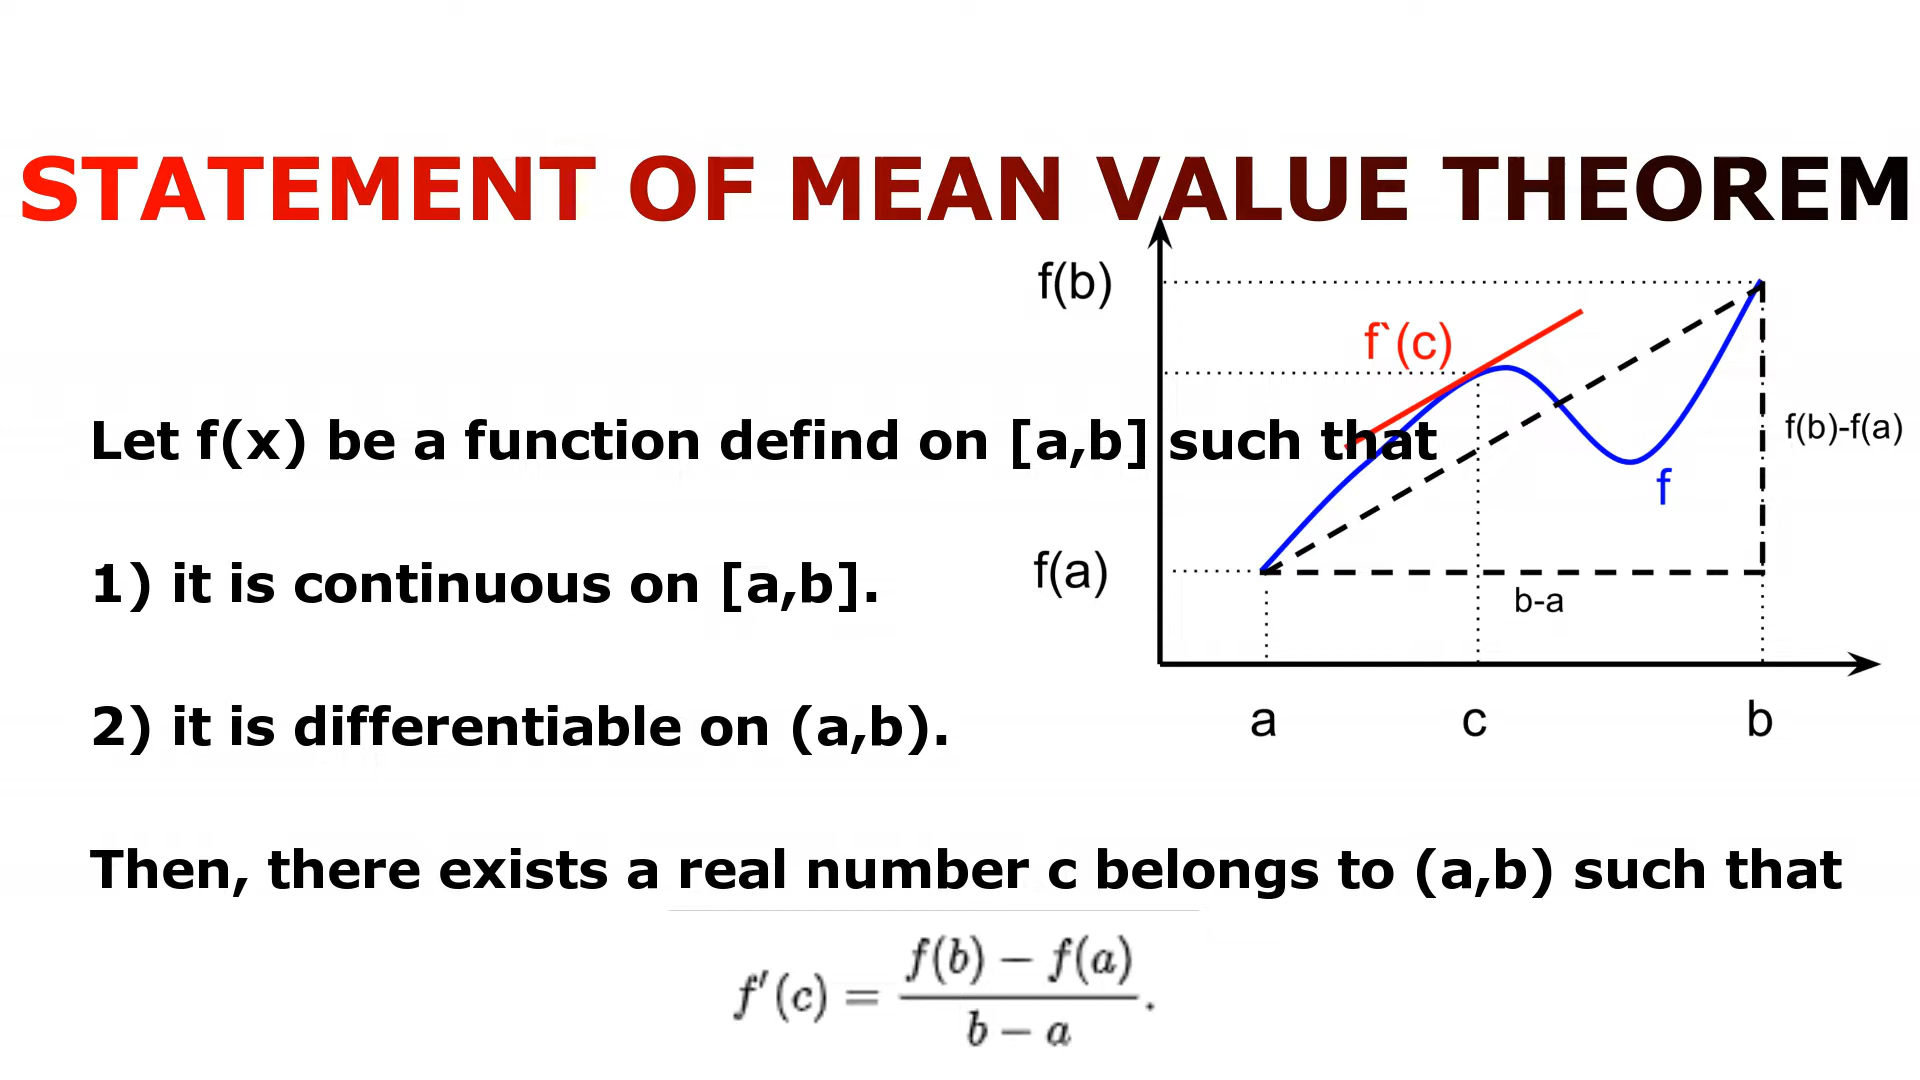 STATEMENT OF MEAN VALUE THEOREM
f(b)
f`(c)
Let f(x) be a function defind on [a,b] such that
f(b)-f(a)
f
1) it is continuous on [a,b].
f(a)
b-a
2) it is differentiable on (a,b).
a c b
Then, there exists a real number c belongs to (a,b) such that
f′(c) = \frac{f(b) − f(a)}{b − a}.